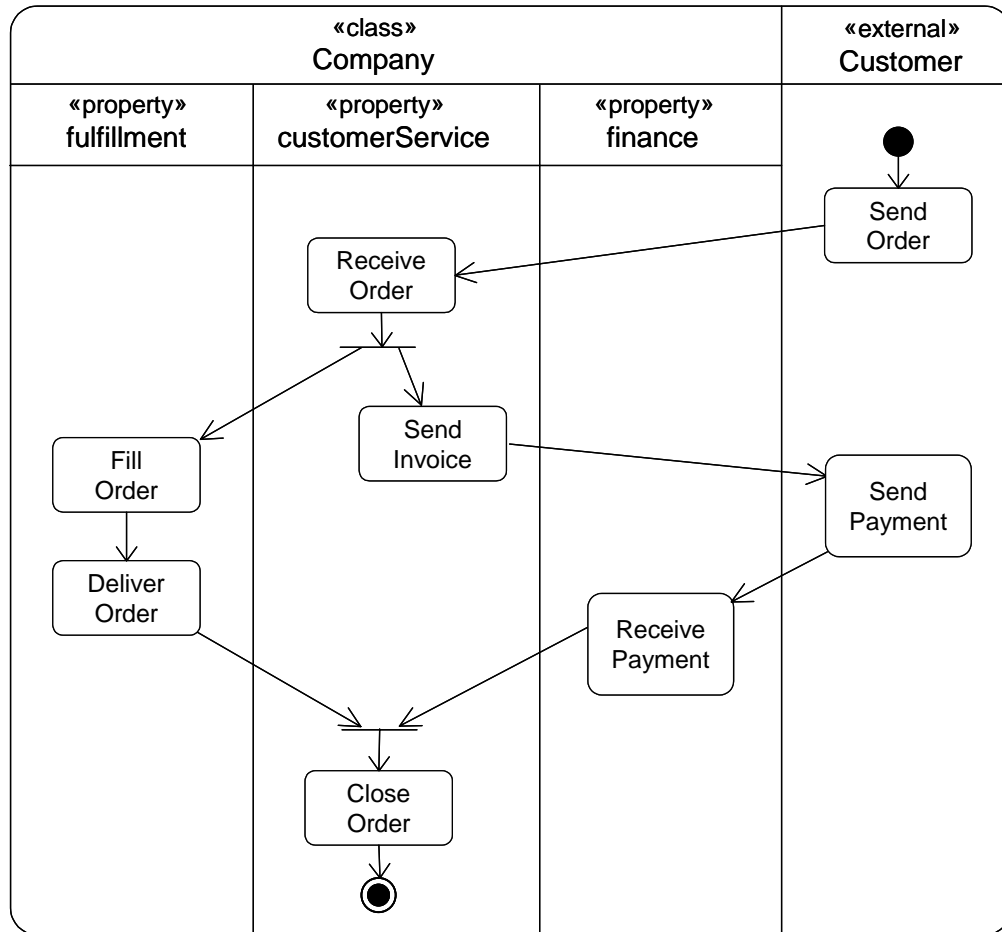 «class»
Company
«external»
Customer
«property»
fulfillment
«property»
customerService
«property»
finance
Send
Order
Receive
Order
Send
Invoice
Fill
Order
Send
Payment
Deliver
Order
Receive
Payment
Close
Order